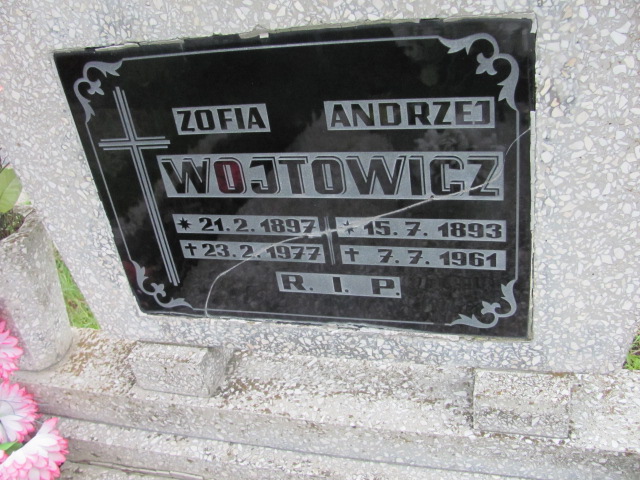 ZOFIA ANDRZEJ
WOJTOWICZ
* 21. 2. 1897 * 15. 7. 1893
+ 23. 2. 1977 + 7. 7. 1961
R. I. P.